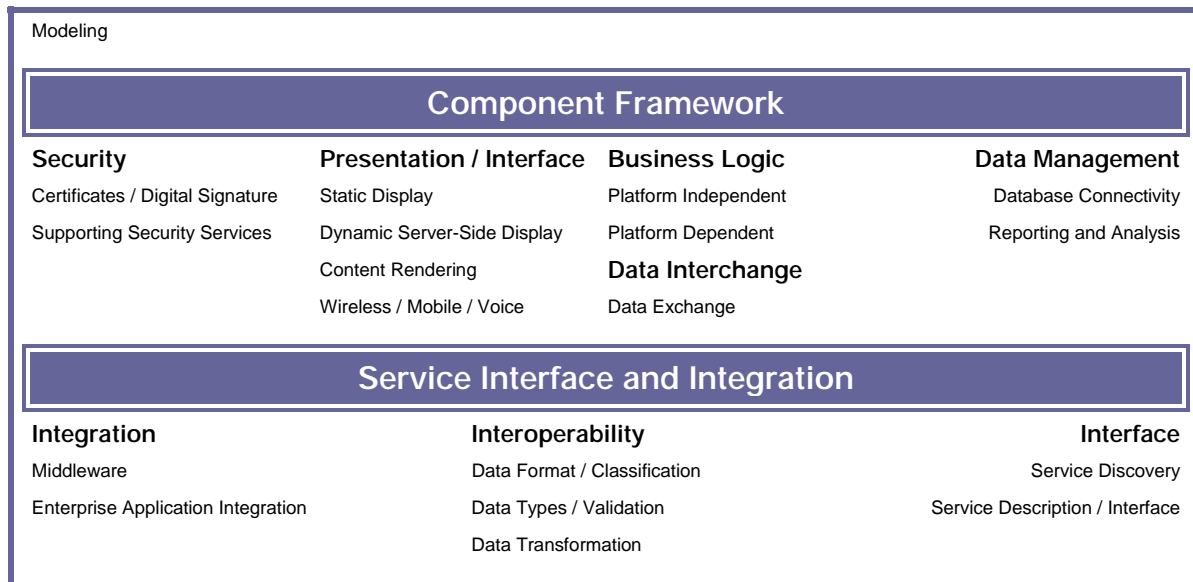 Modeling
Component Framework
Security
Certificates / Digital Signature
Supporting Security Services
Presentation / Interface
Static Display
Dynamic Server-Side Display
Content Rendering
Wireless / Mobile / Voice
Business Logic
Platform Independent
Platform Dependent
Data Interchange
Data Exchange
Data Management
Database Connectivity
Reporting and Analysis
Service Interface and Integration
Integration
Middleware
Enterprise Application Integration
Interoperability
Data Format / Classification
Data Types / Validation
Data Transformation
Interface
Service Discovery
Service Description / Interface